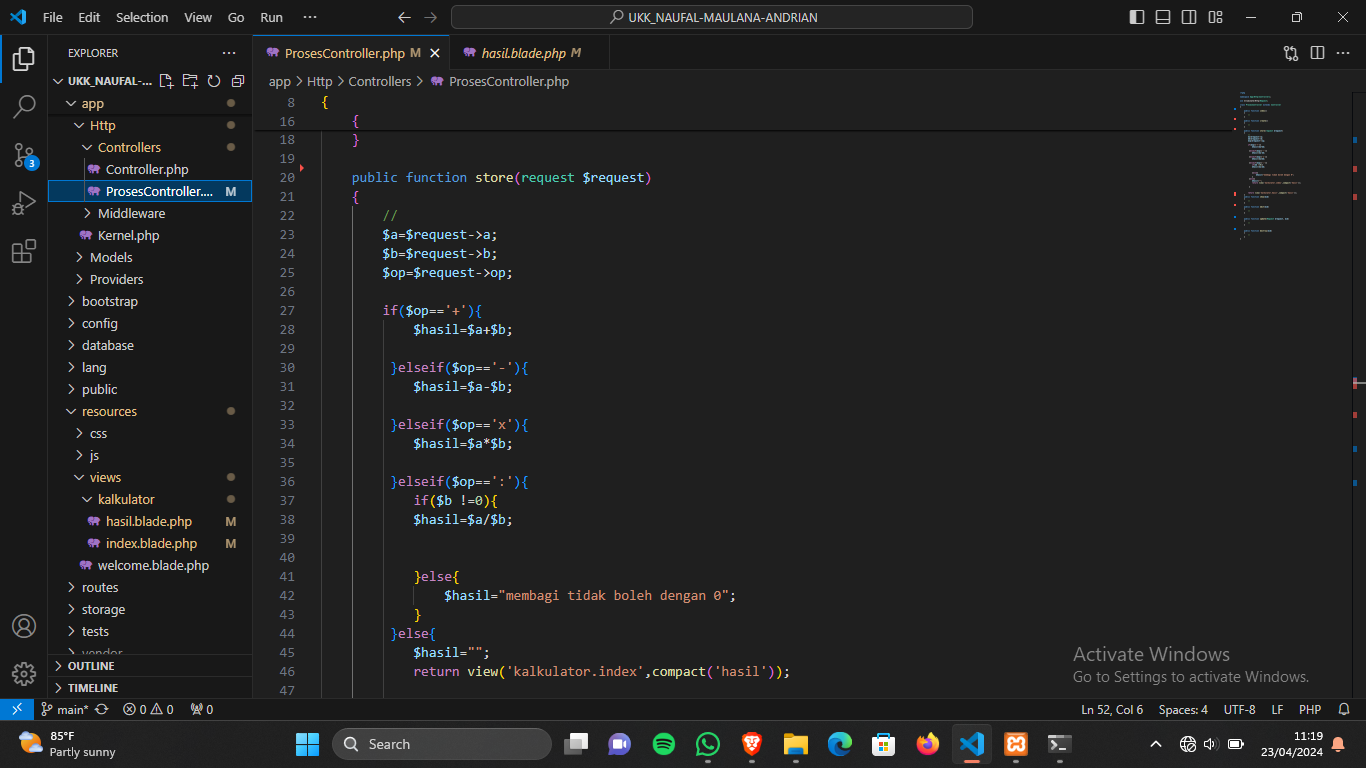 File Edit Selection View Go Run ··· UKK_NAUFAL-MAULANA-ANDRIAN
EXPLORER ···
UKK_NAUFAL-...
app
Http
Controllers
Controller.php
ProsesController.... M
Middleware
Kernel.php
Models
Providers
bootstrap
config
database
lang
public
resources
css
js
views
kalkulator
hasil.blade.php M
index.blade.php M
welcome.blade.php
routes
storage
tests
vendor
OUTLINE
TIMELINE
3
ProsesController.php M hasil.blade.php M
app > Http > Controllers > ProsesController.php
8 {
16 {
18 }
19
20 public function store(request $request)
21 {
22 //
23 $a=$request->a;
24 $b=$request->b;
25 $op=$request->op;
26
27 if($op=='+'){
28 $hasil=$a+$b;
29
30 }elseif($op=='-'){
31 $hasil=$a-$b;
32
33 }elseif($op=='x'){
34 $hasil=$a*$b;
35
36 }elseif($op==':'){
37 if($b !=0){
38 $hasil=$a/$b;
39
40
41 }else{
42 $hasil="membagi tidak boleh dengan 0";
43 }
44 }else{
45 $hasil="";
46 return view('kalkulator.index',compact('hasil'));
47
Activate Windows
Go to Settings to activate Windows.
main* 0 0 0 Ln 52, Col 6 Spaces: 4 UTF-8 LF PHP
85°F
Partly sunny
Search
11:19
23/04/2024